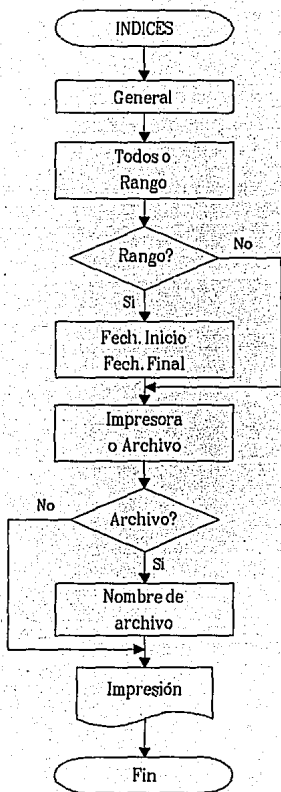 INDICES
General
Todos o
Rango
Rango?
No
Si
Fech. Inicio
Fech. Final
Impresora
o Archivo
No
Archivo?
Si
Nombre de
archivo
Impresión
Fin